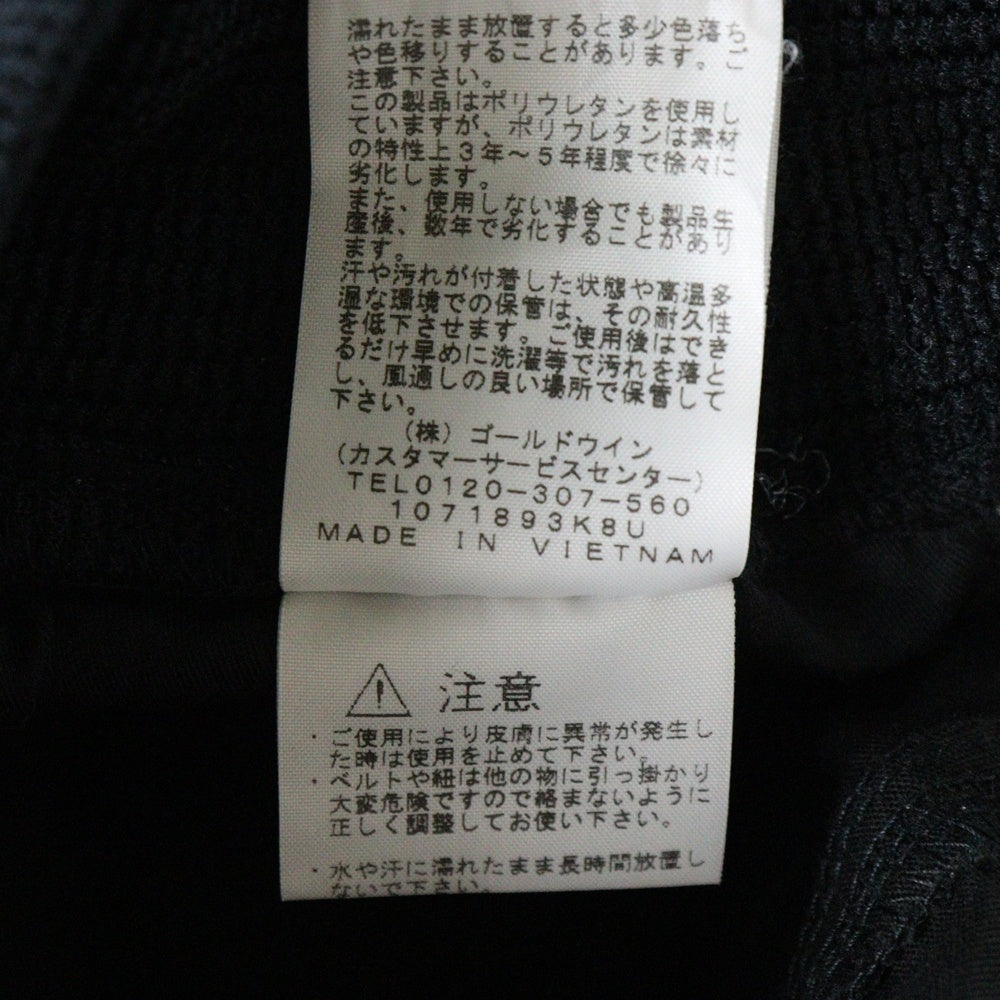 濡れたまま放置すると多少色落ち
や色移りすることがあります。ご
注意下さい。
この製品はポリウレタンを使用し
ていますが、ポリウレタンは素材
の特性上3年～5年程度で徐々に
劣化します。
また、使用しない場合でも製品生
産後、数年で劣化することがあり
ます。
汗や汚れが付着した状態や高温多
湿な環境での保管は、その耐久性
を低下させます。ご使用後はでき
るだけ早めに洗濯等で汚れを落と
し、風通しの良い場所で保管して
下さい。
(株)ゴールドウイン
(カスタマーサービスセンター)
TEL0120-307-560
1071893K8U
MADE IN VIETNAM
注意
・ご使用により皮膚に異常が発生し
た時は使用を止めて下さい。
・ベルトや紐は他の物に引っ掛かり
大変危険ですので絡まないように
正しく調整してお使い下さい。
・水や汗に濡れたまま長時間放置し
ないで下さい。